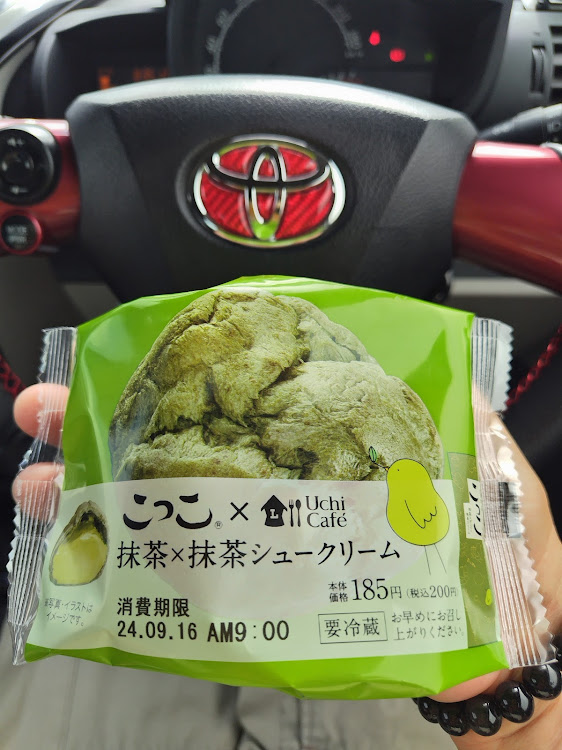 こっこ® × L Uchi Café
抹茶×抹茶シュークリーム
本体価格 185円 (税込200円)
※写真・イラストはイメージです。
消費期限
24.09.16 AM9:00
要冷蔵
お早めにお召し上がりください。